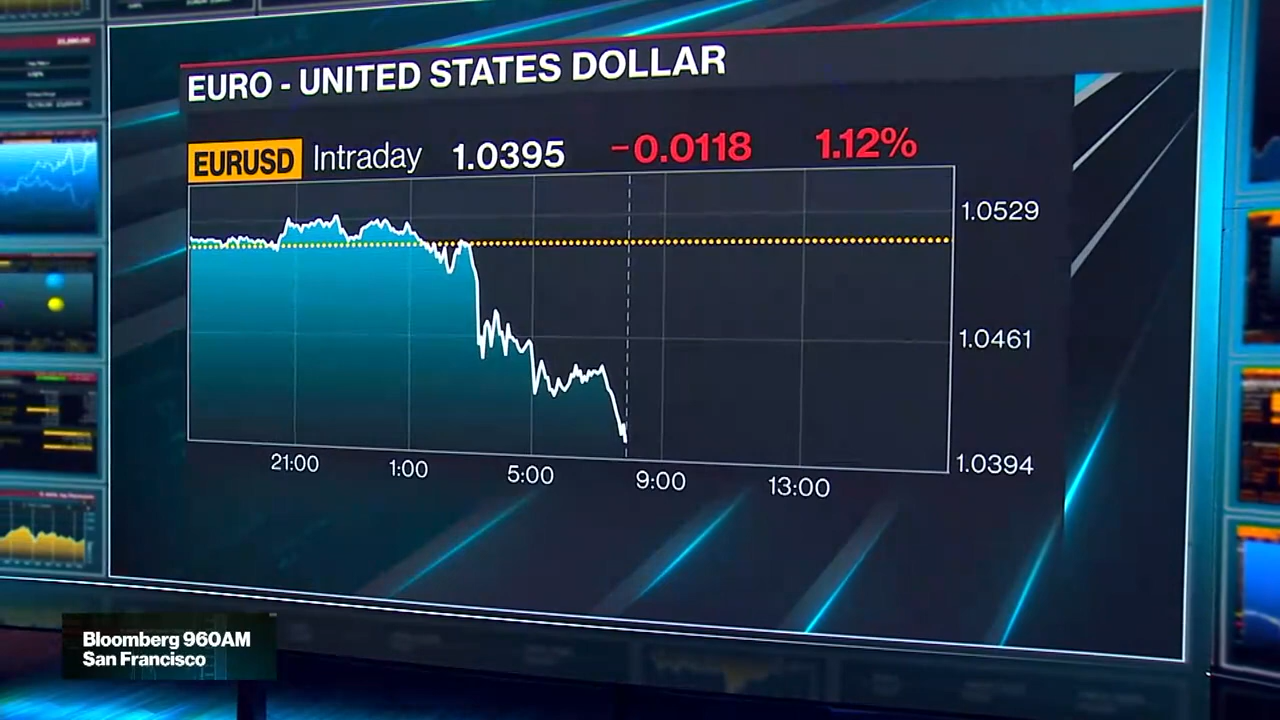 EURO - UNITED STATES DOLLAR
EURUSD Intraday 1.0395 -0.0118 1.12%
1.0529
1.0461
1.0394
21:00 1:00 5:00 9:00 13:00
Bloomberg 960AM
San Francisco